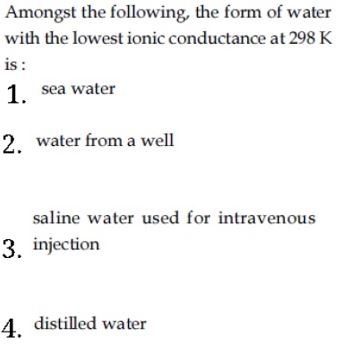 Amongst the following, the form of water
with the lowest ionic conductance at 298 K
is :
1. sea water
2. water from a well
saline water used for intravenous
3. injection
4. distilled water